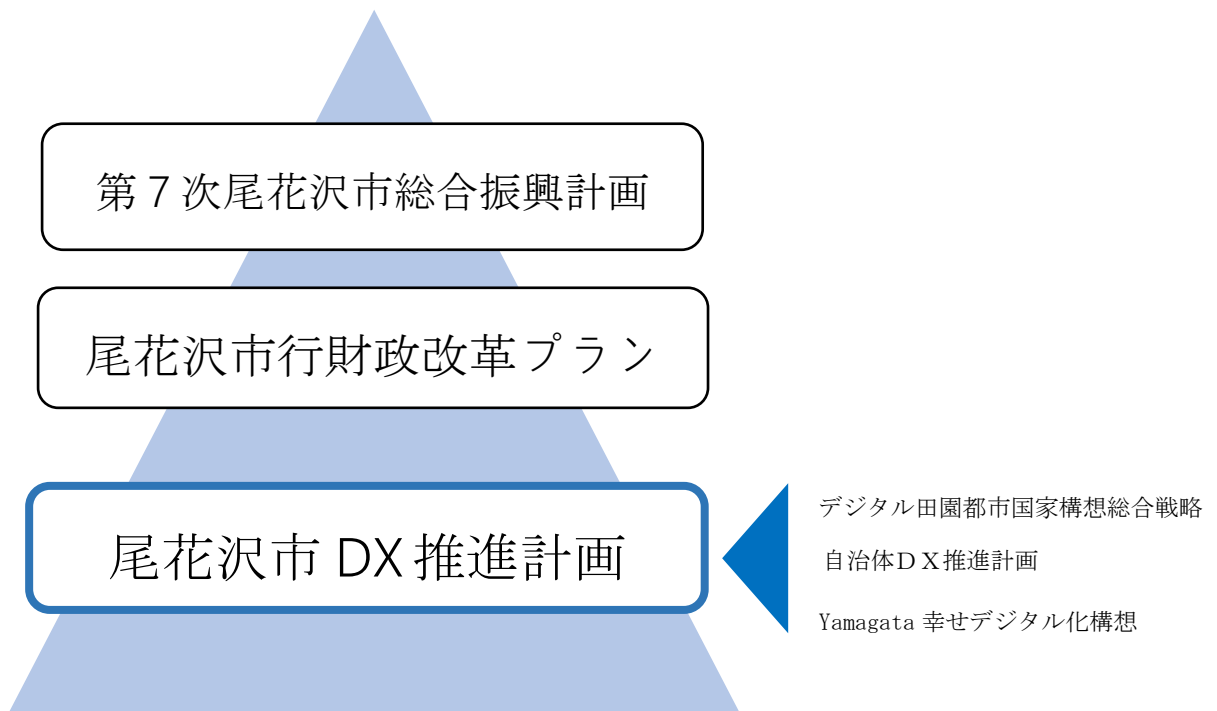 第７次尾花沢市総合振興計画
尾花沢市行財政改革プラン
尾花沢市 DX 推進計画
デジタル田園都市国家構想総合戦略
自治体ＤＸ推進計画
Yamagata 幸せデジタル化構想